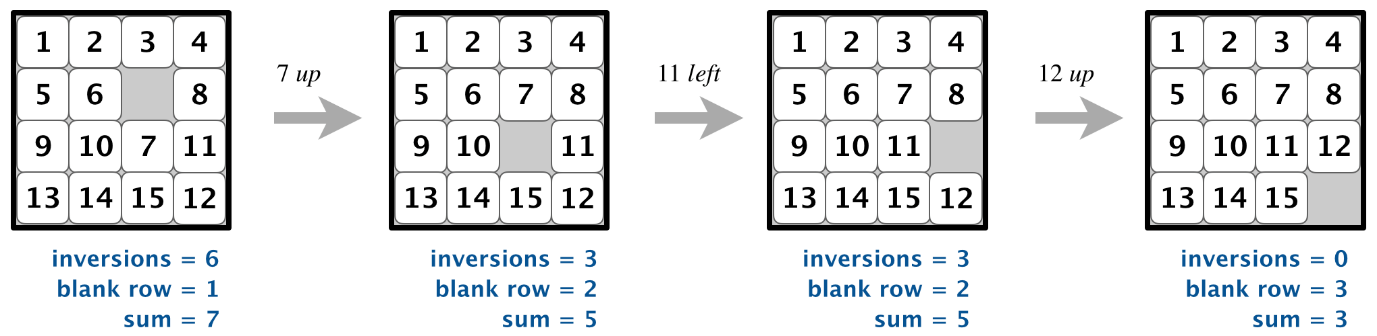 1 2 3 4
5 6 8
9 10 7 11
13 14 15 12
inversions = 6
blank row = 1
sum = 7
7 up
1 2 3 4
5 6 7 8
9 10 11
13 14 15 12
inversions = 3
blank row = 2
sum = 5
11 left
1 2 3 4
5 6 7 8
9 10 11
13 14 15 12
inversions = 3
blank row = 2
sum = 5
12 up
1 2 3 4
5 6 7 8
9 10 11 12
13 14 15
inversions = 0
blank row = 3
sum = 3